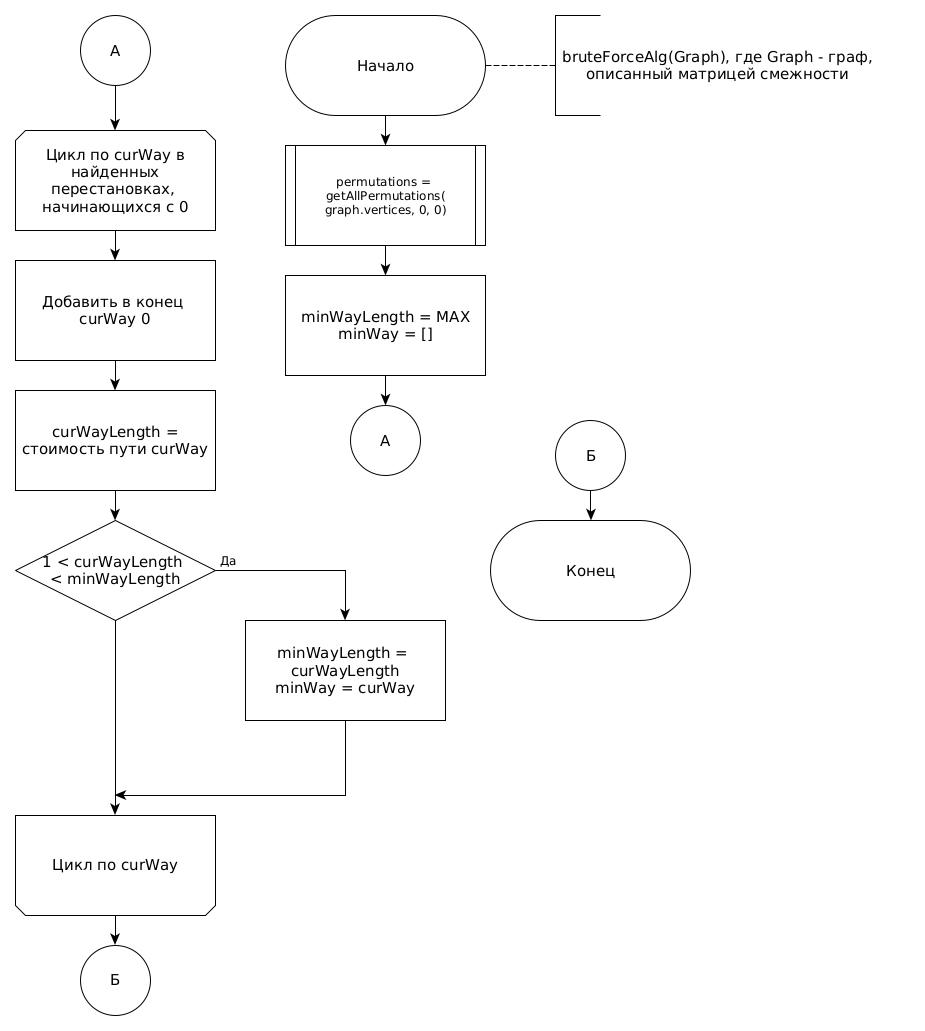 А
Цикл по curWay в
найденных
перестановках,
начинающихся с 0
Добавить в конец
curWay 0
curWayLength =
стоимость пути curWay
1 < curWayLength
< minWayLength
Да
minWayLength =
curWayLength
minWay = curWay
Цикл по curWay
Б
Начало
bruteForceAlg(Graph), где Graph - граф,
описанный матрицей смежности
permutations =
getAllPermutations(
graph.vertices, 0, 0)
minWayLength = MAX
minWay = []
А
Б
Конец